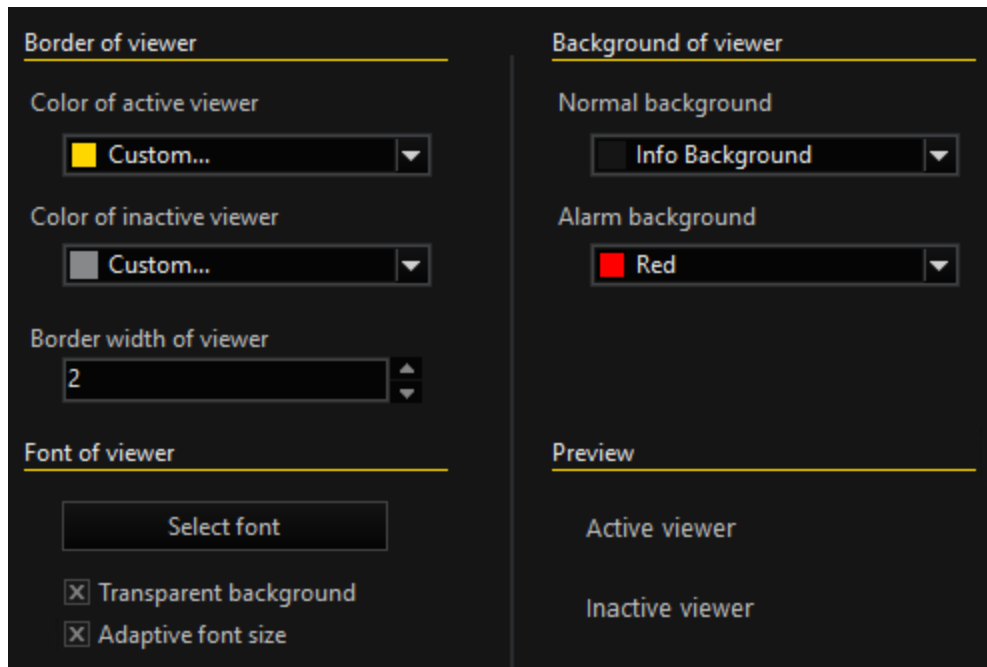 Border of viewer
Color of active viewer
Custom...
Color of inactive viewer
Custom...
Border width of viewer
2
Font of viewer
Select font
Transparent background
Adaptive font size
Background of viewer
Normal background
Info Background
Alarm background
Red
Preview
Active viewer
Inactive viewer